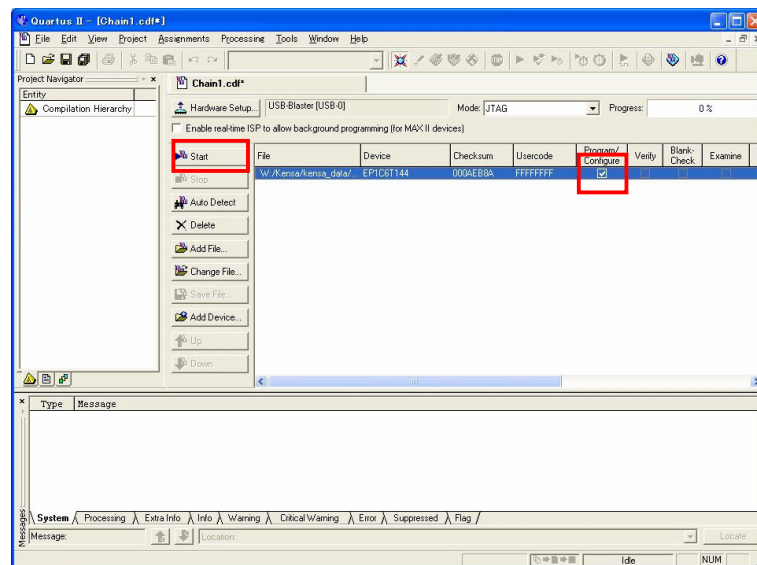 Quartus II - [Chain1.cdf*]
File Edit View Project Assignments Processing Tools Window Help
Project Navigator
Entity
Compilation Hierarchy
Chain1.cdf*
Hardware Setup... USB-Blaster [USB-0] Mode: JTAG Progress: 0 %
Enable real-time ISP to allow background programming (for MAX II devices)
Start
Stop
Auto Detect
Delete
Add File...
Change File...
Save File...
Add Device...
Up
Down
File Device Checksum Usercode Program/Configure Verify Blank-Check Examine
W:/Kensa/kensa_data/... EP1C6T144 000AEB8A FFFFFFFF
Type Message
Messages
System Processing Extra Info Info Warning Critical Warning Error Suppressed Flag
Message: Location: Locate
Idle NUM